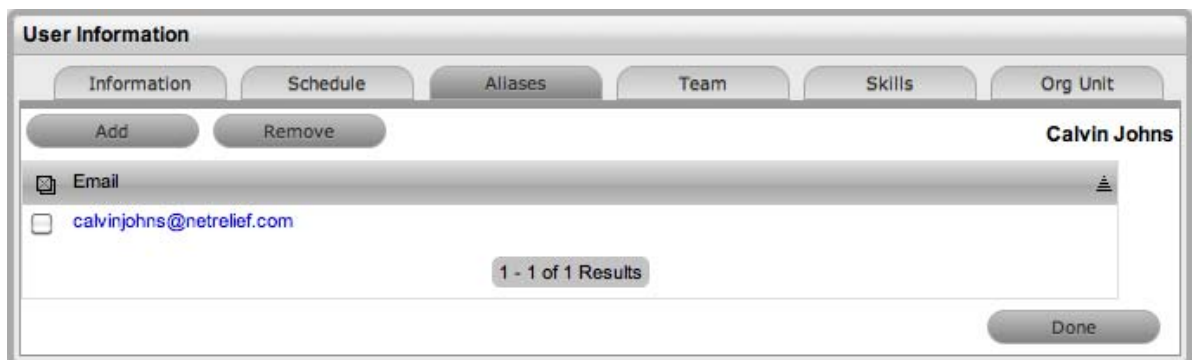 User Information
Information Schedule Aliases Team Skills Org Unit
Add Remove Calvin Johns
Email
calvinjohns@netrelief.com
1 - 1 of 1 Results
Done